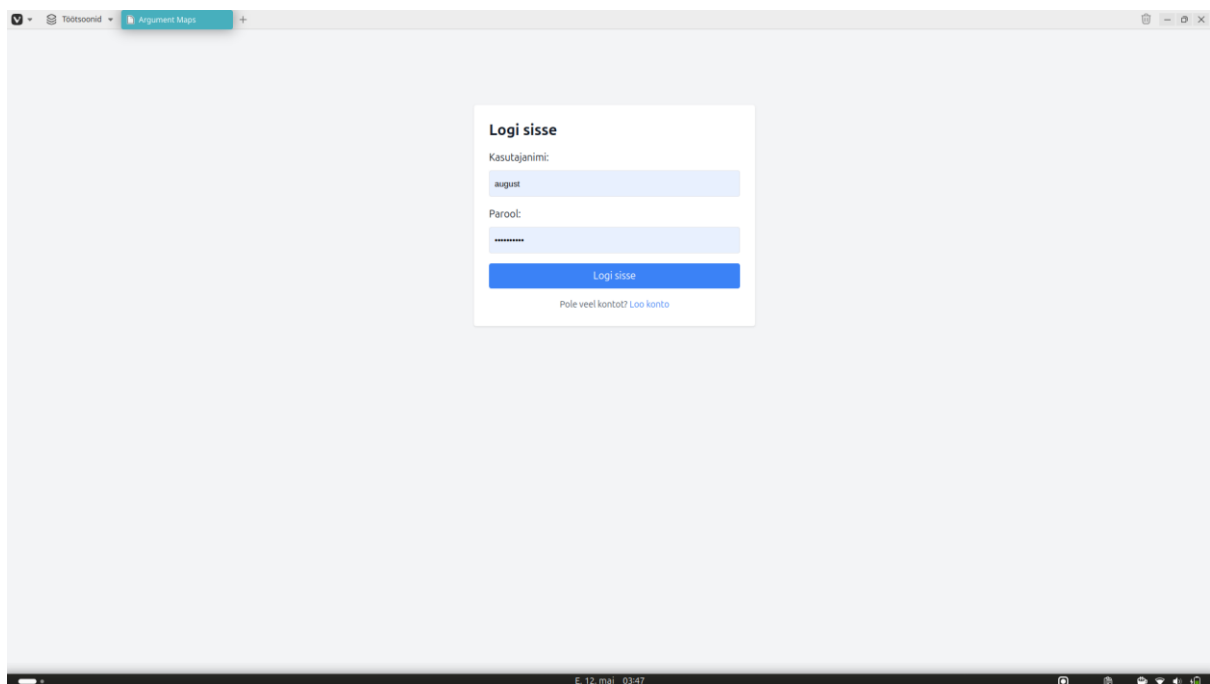 Töötsoonid
Argument Maps
Logi sisse
Kasutajanimi:
august
Parool:
••••••••••
Logi sisse
Pole veel kontot? Loo konto
E, 12. mai 03:47